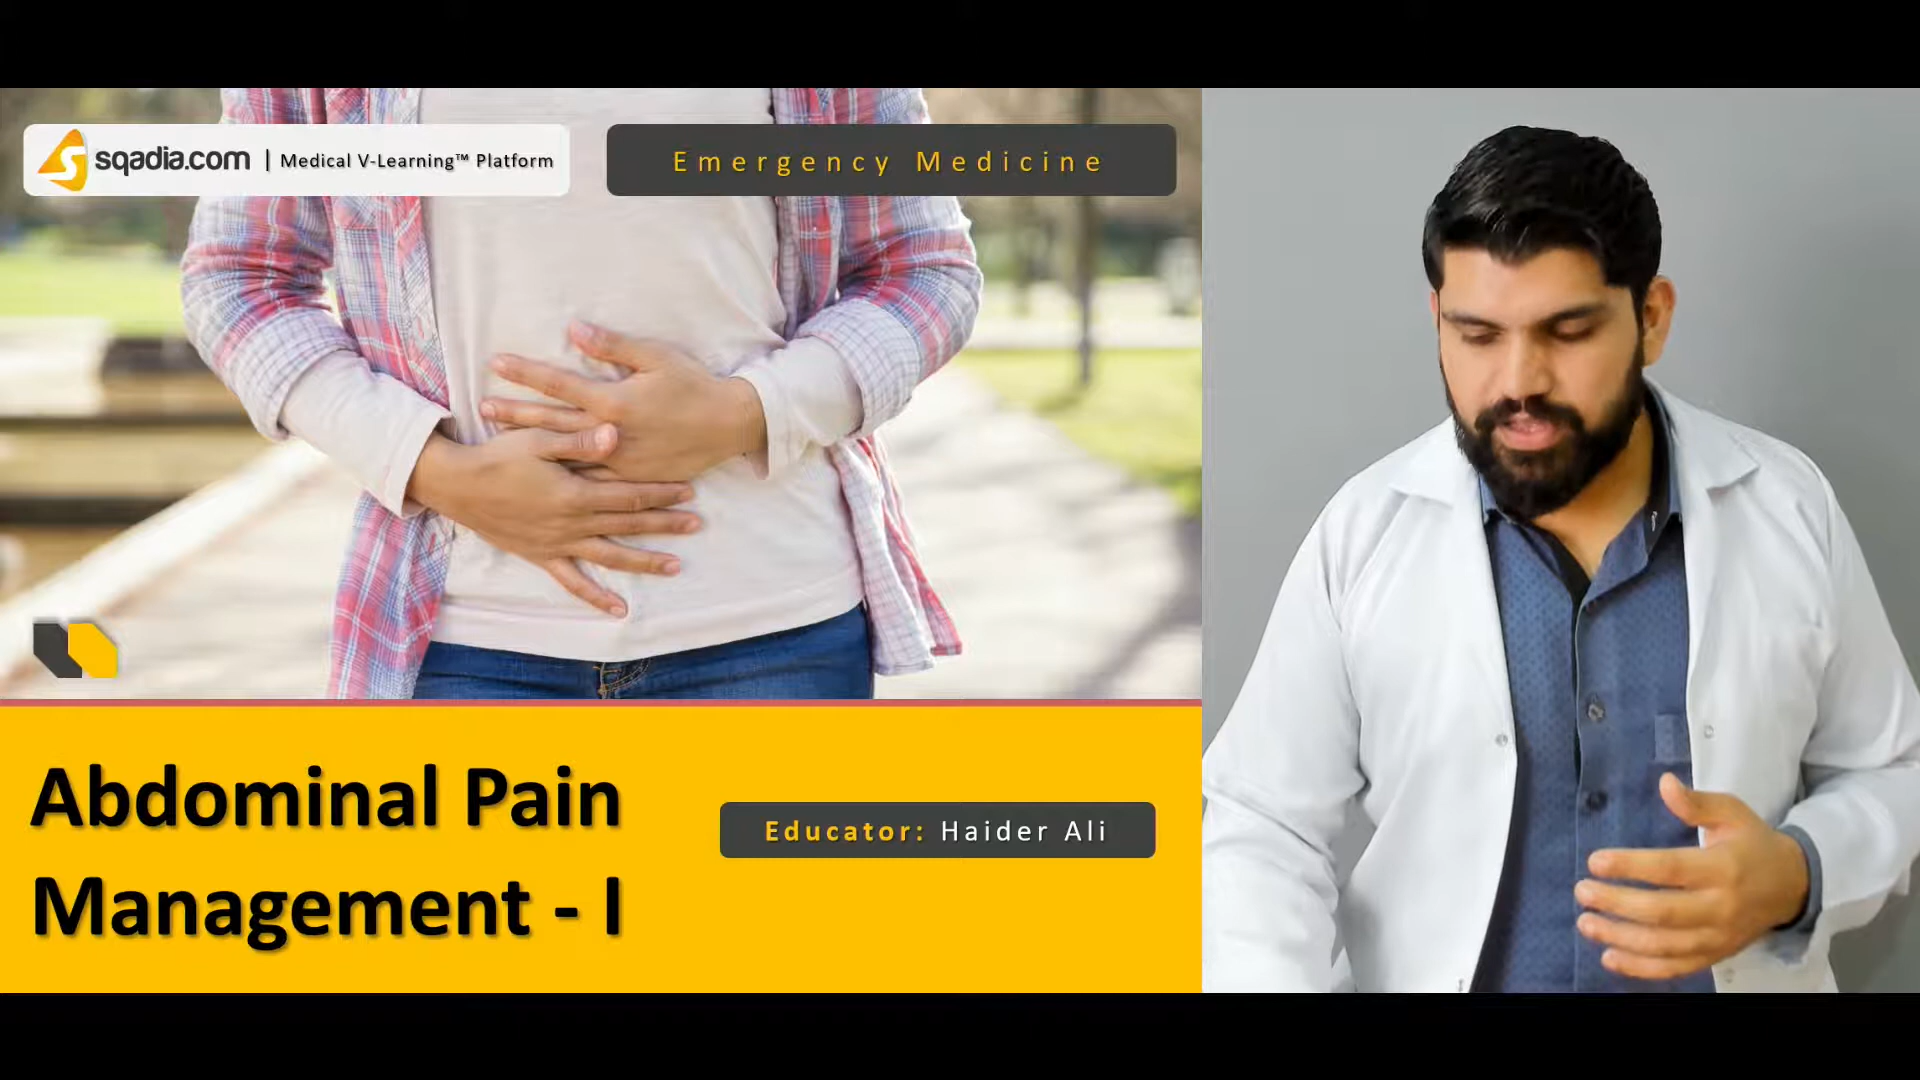 sqadia.com | Medical V-Learning™ Platform
Emergency Medicine
Abdominal Pain
Management - I
Educator: Haider Ali